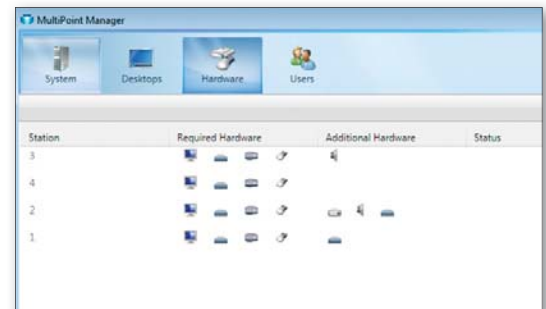 MultiPoint Manager
System Desktops Hardware Users
Station Required Hardware Additional Hardware Status
3
4
2
1